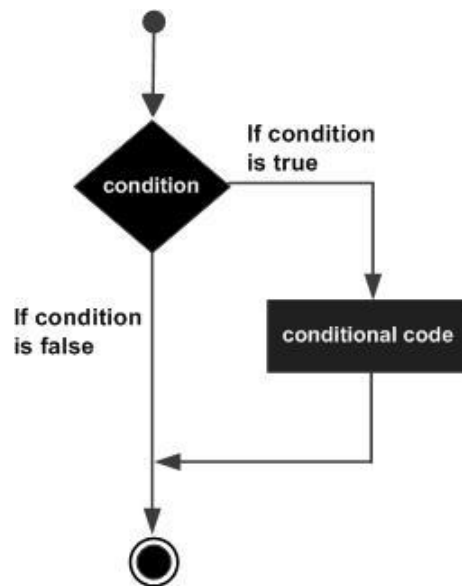 If condition
is true
condition
If condition
is false
conditional code